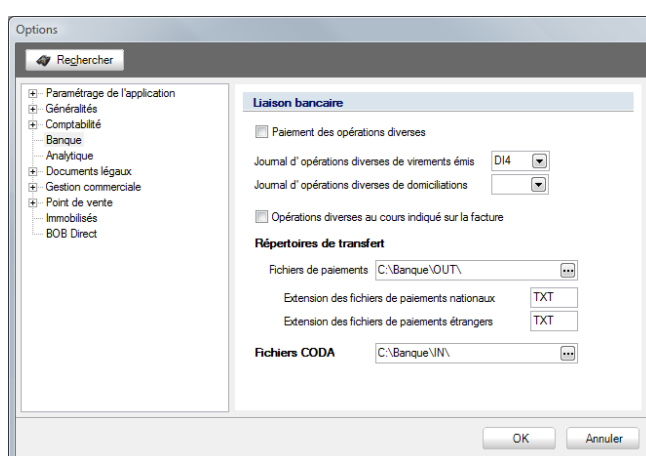 Options
Rechercher
Paramétrage de l'application
Généralités
Comptabilité
Banque
Analytique
Documents légaux
Gestion commerciale
Point de vente
Immobilisés
BOB Direct
Liaison bancaire
Paiement des opérations diverses
Journal d' opérations diverses de virements émis DI4
Journal d' opérations diverses de domiciliations
Opérations diverses au cours indiqué sur la facture
Répertoires de transfert
Fichiers de paiements C:\Banque\OUT\ ...
Extension des fichiers de paiements nationaux TXT
Extension des fichiers de paiements étrangers TXT
Fichiers CODA C:\Banque\IN\ ...
OK Annuler